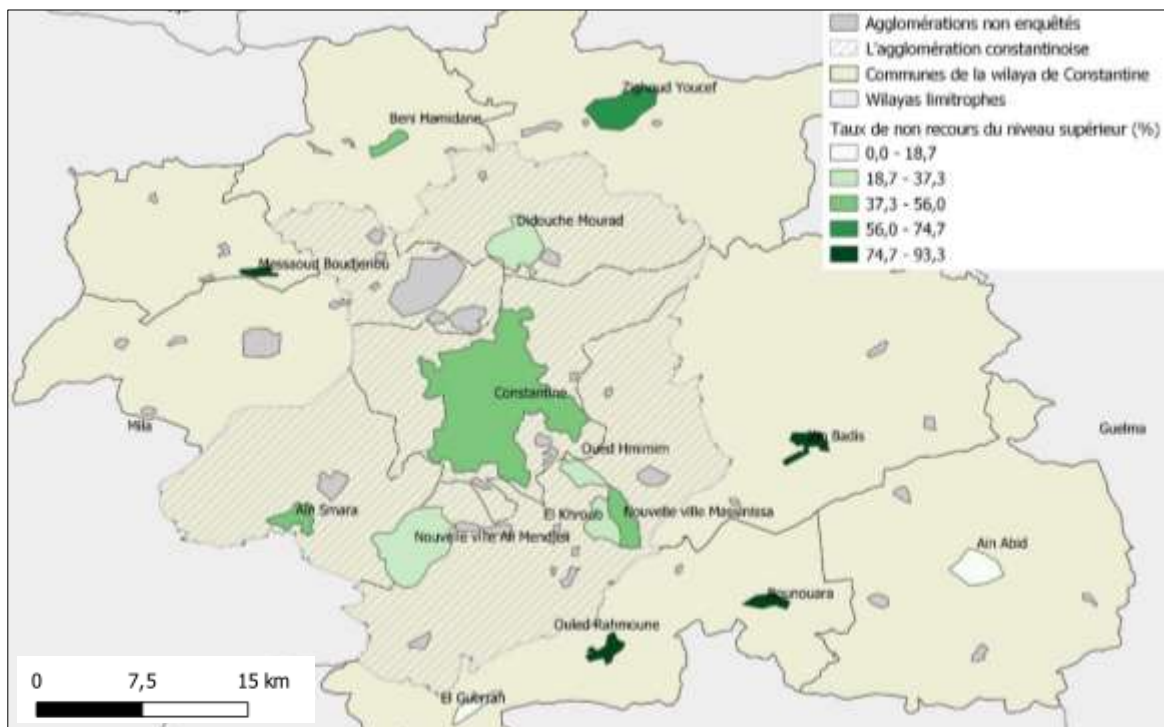 Agglomérations non enquêtés
L'agglomération constantinoise
Communes de la wilaya de Constantine
Wilayas limitrophes
Taux de non recours du niveau supérieur (%)
0,0 - 18,7
18,7 - 37,3
37,3 - 56,0
56,0 - 74,7
74,7 - 93,3
Zighoud Youcef
Beni Hamidane
Didouche Mourad
Messaoud Boudjeriou
Constantine
Mila
Guelma
Ibn Badis
Oued Hmimim
Aïn Smara
El Khroub
Nouvelle ville Massinissa
Nouvelle ville Ali Mendjeli
Ain Abid
Bounouara
Ouled Rahmoune
El Guerrah
0 7,5 15 km